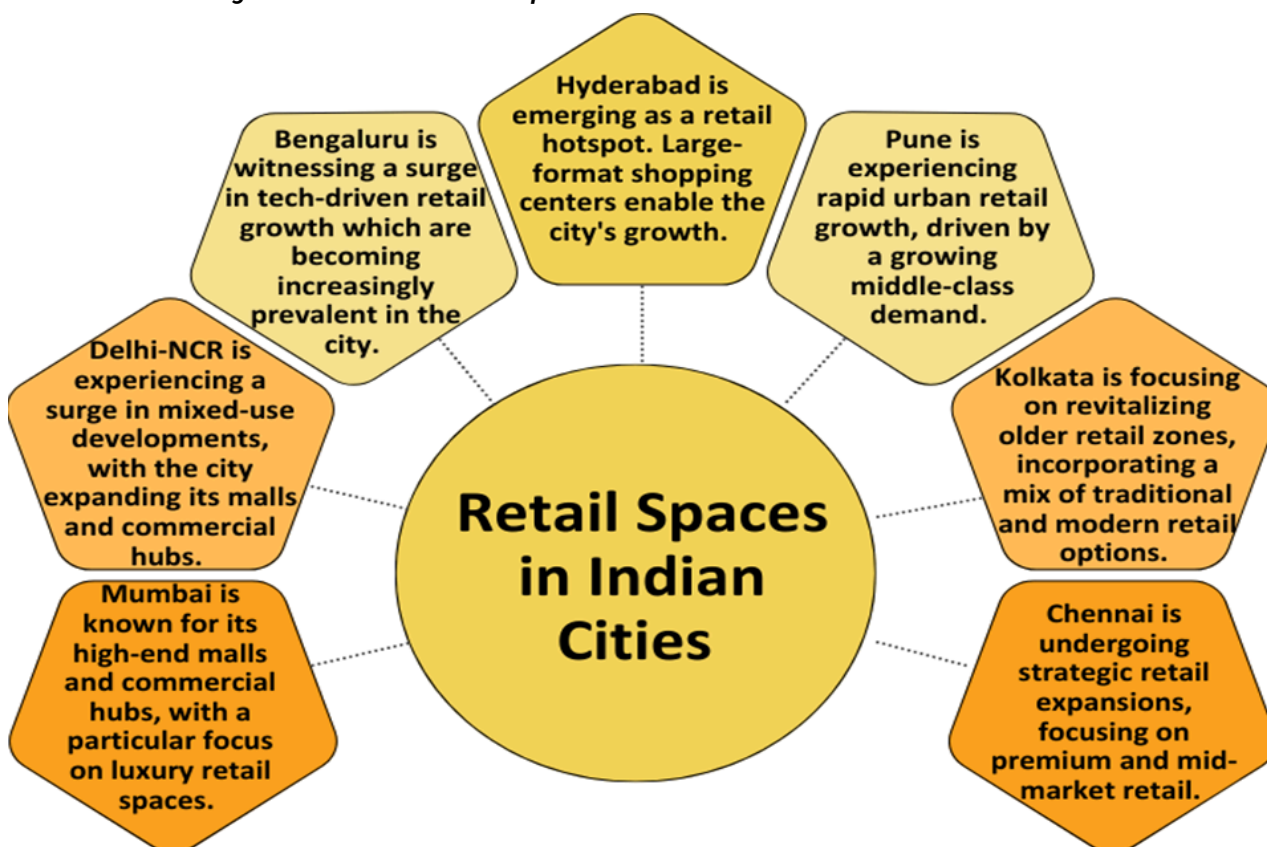 Hyderabad is
emerging as a retail
hotspot. Large-
format shopping
centers enable the
city's growth.
Bengaluru is
witnessing a surge
in tech-driven retail
growth which are
becoming
increasingly
prevalent in the
city.
Pune is
experiencing
rapid urban retail
growth, driven by
a growing
middle-class
demand.
Delhi-NCR is
experiencing a
surge in mixed-use
developments,
with the city
expanding its malls
and commercial
hubs.
Kolkata is focusing
on revitalizing
older retail zones,
incorporating a
mix of traditional
and modern retail
options.
Retail Spaces
in Indian
Cities
Mumbai is
known for its
high-end malls
and commercial
hubs, with a
particular focus
on luxury retail
spaces.
Chennai is
undergoing
strategic retail
expansions,
focusing on
premium and mid-
market retail.